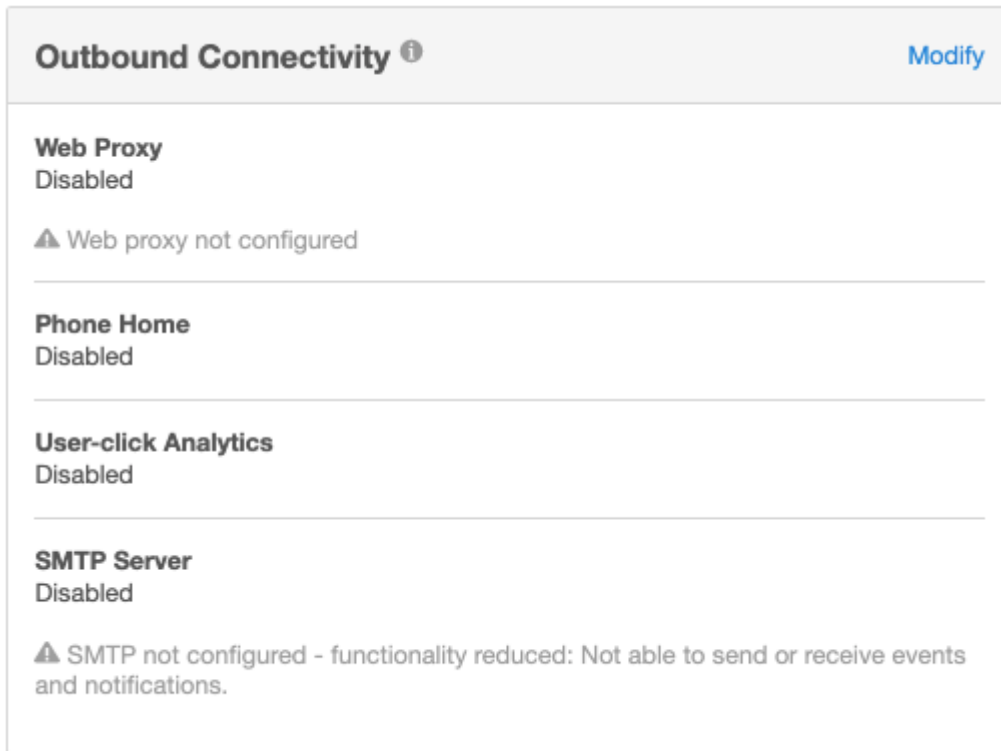 Outbound Connectivity
Modify
Web Proxy
Disabled
Web proxy not configured
Phone Home
Disabled
User-click Analytics
Disabled
SMTP Server
Disabled
SMTP not configured - functionality reduced: Not able to send or receive events
and notifications.